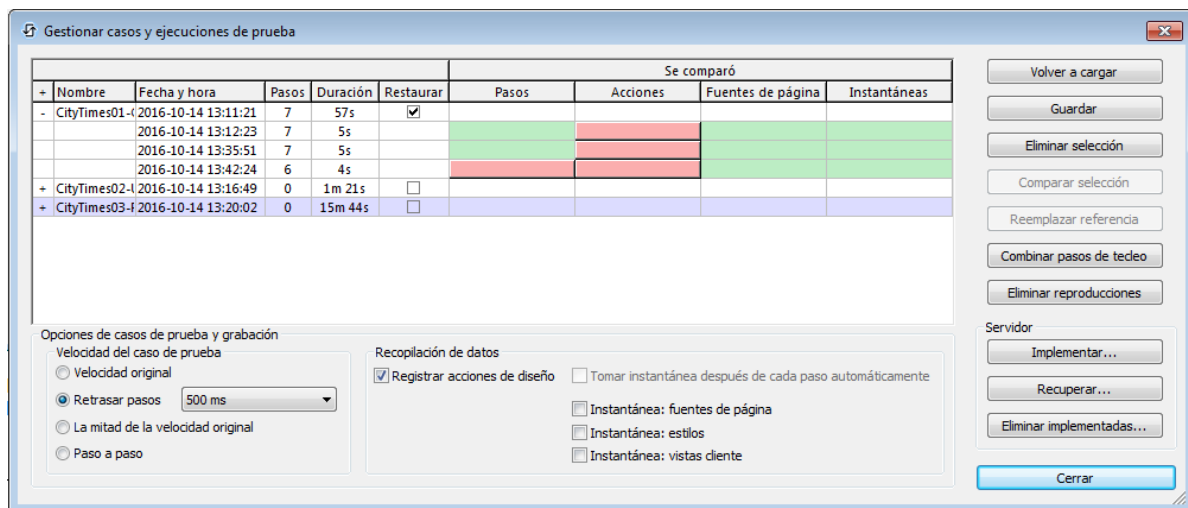 Gestionar casos y ejecuciones de prueba
Se comparó
+ Nombre Fecha y hora Pasos Duración Restaurar Pasos Acciones Fuentes de página Instantáneas
- CityTimes01- 2016-10-14 13:11:21 7 57s
2016-10-14 13:12:23 7 5s
2016-10-14 13:35:51 7 5s
2016-10-14 13:42:24 6 4s
+ CityTimes02- 2016-10-14 13:16:49 0 1m 21s
+ CityTimes03- 2016-10-14 13:20:02 0 15m 44s
Volver a cargar
Guardar
Eliminar selección
Comparar selección
Reemplazar referencia
Combinar pasos de tecleo
Eliminar reproducciones
Opciones de casos de prueba y grabación
Velocidad del caso de prueba
Velocidad original
Retrasar pasos 500 ms
La mitad de la velocidad original
Paso a paso
Recopilación de datos
Registrar acciones de diseño
Tomar instantánea después de cada paso automáticamente
Instantánea: fuentes de página
Instantánea: estilos
Instantánea: vistas cliente
Servidor
Implementar...
Recuperar...
Eliminar implementadas...
Cerrar